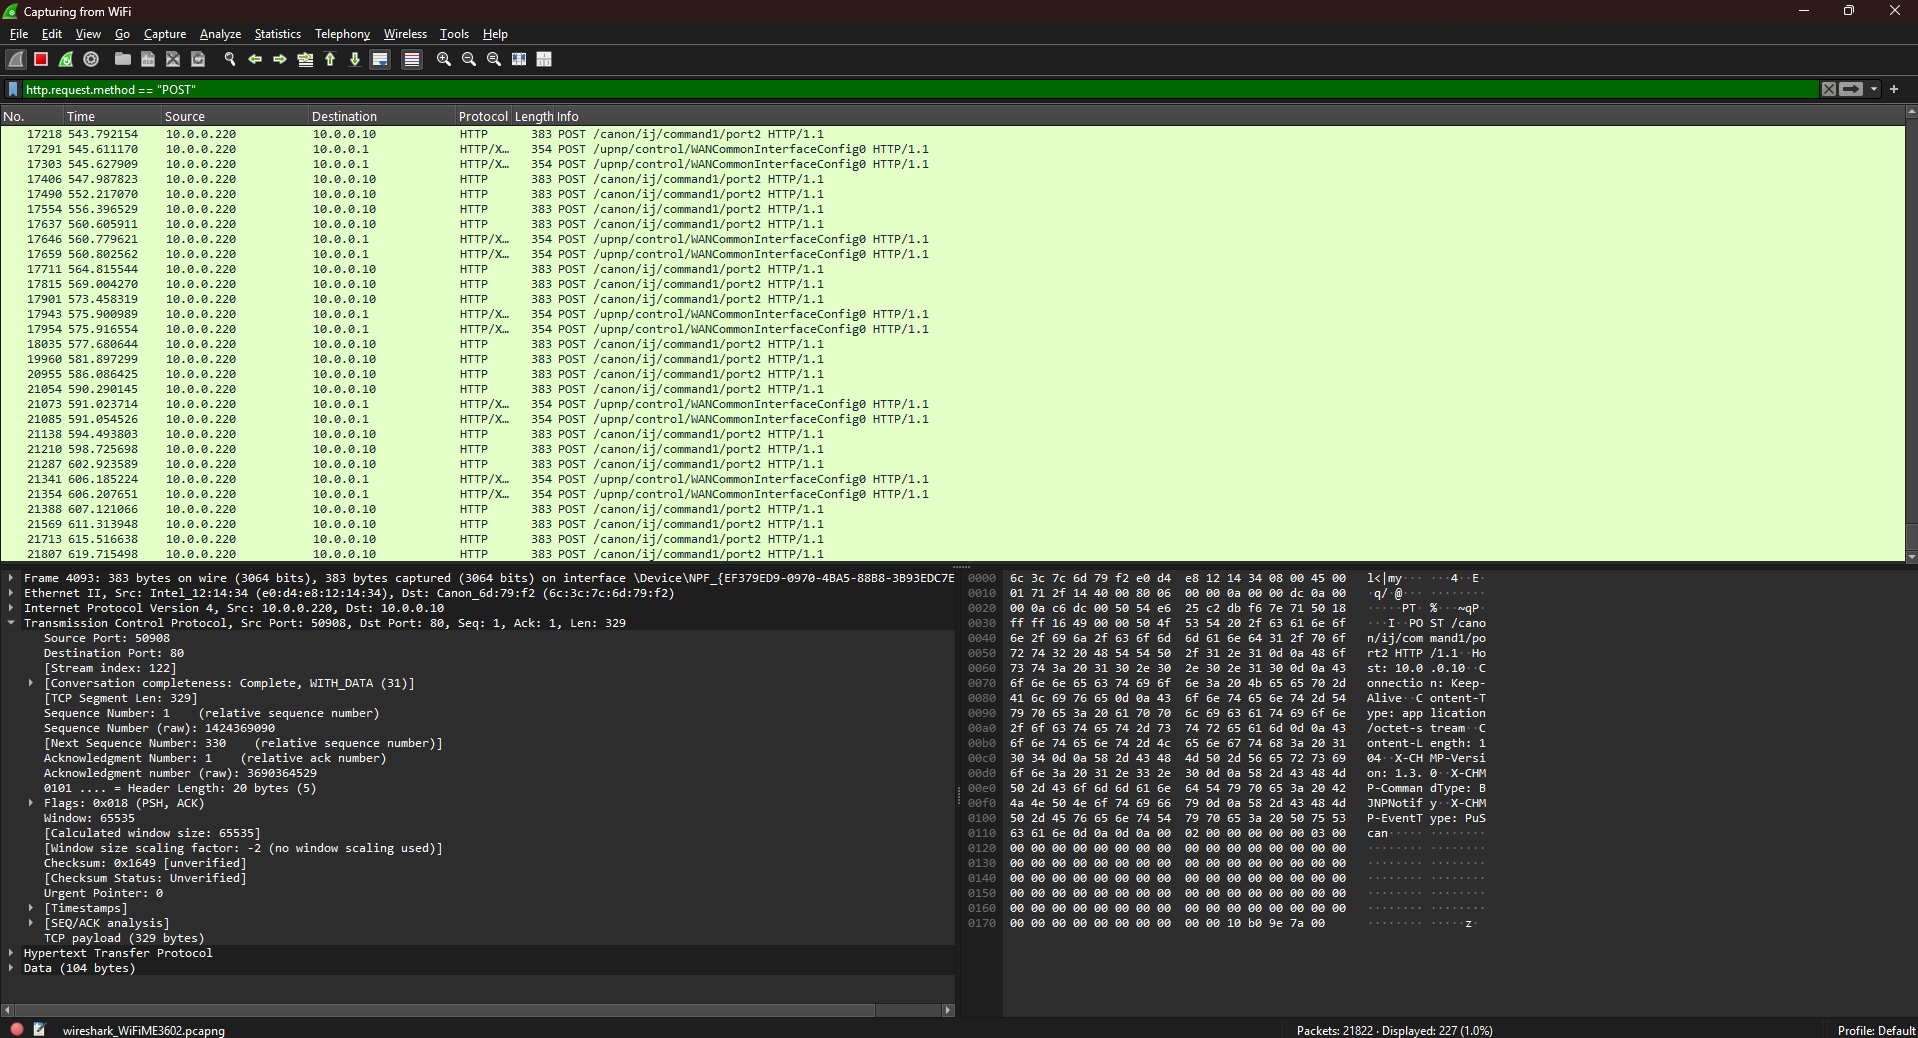 Capturing from WiFi
File Edit View Go Capture Analyze Statistics Telephony Wireless Tools Help
http.request.method == "POST"
No. Time Source Destination Protocol Length Info
17218 543.792154 10.0.0.220 10.0.0.10 HTTP 383 POST /canon/ij/command1/port2 HTTP/1.1
17291 545.611170 10.0.0.220 10.0.0.1 HTTP/X… 354 POST /upnp/control/WANCommonInterfaceConfig0 HTTP/1.1
17303 545.627909 10.0.0.220 10.0.0.1 HTTP/X… 354 POST /upnp/control/WANCommonInterfaceConfig0 HTTP/1.1
17406 547.987823 10.0.0.220 10.0.0.10 HTTP 383 POST /canon/ij/command1/port2 HTTP/1.1
17490 552.217070 10.0.0.220 10.0.0.10 HTTP 383 POST /canon/ij/command1/port2 HTTP/1.1
17554 556.396529 10.0.0.220 10.0.0.10 HTTP 383 POST /canon/ij/command1/port2 HTTP/1.1
17637 560.605911 10.0.0.220 10.0.0.10 HTTP 383 POST /canon/ij/command1/port2 HTTP/1.1
17646 560.779621 10.0.0.220 10.0.0.1 HTTP/X… 354 POST /upnp/control/WANCommonInterfaceConfig0 HTTP/1.1
17659 560.802562 10.0.0.220 10.0.0.1 HTTP/X… 354 POST /upnp/control/WANCommonInterfaceConfig0 HTTP/1.1
17711 564.815544 10.0.0.220 10.0.0.10 HTTP 383 POST /canon/ij/command1/port2 HTTP/1.1
17815 569.004270 10.0.0.220 10.0.0.10 HTTP 383 POST /canon/ij/command1/port2 HTTP/1.1
17901 573.458319 10.0.0.220 10.0.0.10 HTTP 383 POST /canon/ij/command1/port2 HTTP/1.1
17943 575.900989 10.0.0.220 10.0.0.1 HTTP/X… 354 POST /upnp/control/WANCommonInterfaceConfig0 HTTP/1.1
17954 575.916554 10.0.0.220 10.0.0.1 HTTP/X… 354 POST /upnp/control/WANCommonInterfaceConfig0 HTTP/1.1
18035 577.680644 10.0.0.220 10.0.0.10 HTTP 383 POST /canon/ij/command1/port2 HTTP/1.1
19960 581.897299 10.0.0.220 10.0.0.10 HTTP 383 POST /canon/ij/command1/port2 HTTP/1.1
20955 586.086425 10.0.0.220 10.0.0.10 HTTP 383 POST /canon/ij/command1/port2 HTTP/1.1
21054 590.290145 10.0.0.220 10.0.0.10 HTTP 383 POST /canon/ij/command1/port2 HTTP/1.1
21073 591.023714 10.0.0.220 10.0.0.1 HTTP/X… 354 POST /upnp/control/WANCommonInterfaceConfig0 HTTP/1.1
21085 591.054526 10.0.0.220 10.0.0.1 HTTP/X… 354 POST /upnp/control/WANCommonInterfaceConfig0 HTTP/1.1
21138 594.493803 10.0.0.220 10.0.0.10 HTTP 383 POST /canon/ij/command1/port2 HTTP/1.1
21210 598.725698 10.0.0.220 10.0.0.10 HTTP 383 POST /canon/ij/command1/port2 HTTP/1.1
21287 602.923589 10.0.0.220 10.0.0.10 HTTP 383 POST /canon/ij/command1/port2 HTTP/1.1
21341 606.185224 10.0.0.220 10.0.0.1 HTTP/X… 354 POST /upnp/control/WANCommonInterfaceConfig0 HTTP/1.1
21354 606.207651 10.0.0.220 10.0.0.1 HTTP/X… 354 POST /upnp/control/WANCommonInterfaceConfig0 HTTP/1.1
21388 607.121066 10.0.0.220 10.0.0.10 HTTP 383 POST /canon/ij/command1/port2 HTTP/1.1
21569 611.313948 10.0.0.220 10.0.0.10 HTTP 383 POST /canon/ij/command1/port2 HTTP/1.1
21713 615.516638 10.0.0.220 10.0.0.10 HTTP 383 POST /canon/ij/command1/port2 HTTP/1.1
21807 619.715498 10.0.0.220 10.0.0.10 HTTP 383 POST /canon/ij/command1/port2 HTTP/1.1
Frame 4093: 383 bytes on wire (3064 bits), 383 bytes captured (3064 bits) on interface \Device\NPF_{EF379ED9-0970-4BA5-88B8-3B93EDC7E
Ethernet II, Src: Intel_12:14:34 (e0:d4:e8:12:14:34), Dst: Canon_6d:79:f2 (6c:3c:7c:6d:79:f2)
Internet Protocol Version 4, Src: 10.0.0.220, Dst: 10.0.0.10
Transmission Control Protocol, Src Port: 50908, Dst Port: 80, Seq: 1, Ack: 1, Len: 329
Source Port: 50908
Destination Port: 80
[Stream index: 122]
[Conversation completeness: Complete, WITH_DATA (31)]
[TCP Segment Len: 329]
Sequence Number: 1 (relative sequence number)
Sequence Number (raw): 1424369090
[Next Sequence Number: 330 (relative sequence number)]
Acknowledgment Number: 1 (relative ack number)
Acknowledgment number (raw): 3690364529
0101 .... = Header Length: 20 bytes (5)
Flags: 0x018 (PSH, ACK)
Window: 65535
[Calculated window size: 65535]
[Window size scaling factor: -2 (no window scaling used)]
Checksum: 0x1649 [unverified]
[Checksum Status: Unverified]
Urgent Pointer: 0
[Timestamps]
[SEQ/ACK analysis]
TCP payload (329 bytes)
Hypertext Transfer Protocol
Data (104 bytes)
0000 6c 3c 7c 6d 79 f2 e0 d4 e8 12 14 34 08 00 45 00 l<|my··· ···4··E·
0010 01 71 2f 14 40 00 80 06 00 00 0a 00 00 dc 0a 00 ·q/·@··· ········
0020 00 0a c6 dc 00 50 54 e6 25 c2 db f6 7e 71 50 18 ·····PT· %···~qP·
0030 ff ff 16 49 00 00 50 4f 53 54 20 2f 63 61 6e 6f ···I··PO ST /cano
0040 6e 2f 69 6a 2f 63 6f 6d 6d 61 6e 64 31 2f 70 6f n/ij/com mand1/po
0050 72 74 32 20 48 54 54 50 2f 31 2e 31 0d 0a 48 6f rt2 HTTP /1.1··Ho
0060 73 74 3a 20 31 30 2e 30 2e 30 2e 31 30 0d 0a 43 st: 10.0 .0.10··C
0070 6f 6e 6e 65 63 74 69 6f 6e 3a 20 4b 65 65 70 2d onnectio n: Keep-
0080 41 6c 69 76 65 0d 0a 43 6f 6e 74 65 6e 74 2d 54 Alive··C ontent-T
0090 79 70 65 3a 20 61 70 70 6c 69 63 61 74 69 6f 6e ype: app lication
00a0 2f 6f 63 74 65 74 2d 73 74 72 65 61 6d 0d 0a 43 /octet-s tream··C
00b0 6f 6e 74 65 6e 74 2d 4c 65 6e 67 74 68 3a 20 31 ontent-L ength: 1
00c0 30 34 0d 0a 58 2d 43 48 4d 50 2d 56 65 72 73 69 04··X-CH MP-Versi
00d0 6f 6e 3a 20 31 2e 33 2e 30 0d 0a 58 2d 43 48 4d on: 1.3. 0··X-CHM
00e0 50 2d 43 6f 6d 6d 61 6e 64 54 79 70 65 3a 20 42 P-Comman dType: B
00f0 4a 4e 50 4e 6f 74 69 66 79 0d 0a 58 2d 43 48 4d JNPNotif y··X-CHM
0100 50 2d 45 76 65 6e 74 54 79 70 65 3a 20 50 75 53 P-EventT ype: PuS
0110 63 61 6e 0d 0a 0d 0a 00 02 00 00 00 00 00 03 00 can····· ········
0120 00 00 00 00 00 00 00 00 00 00 00 00 00 00 00 00 ········ ········
0130 00 00 00 00 00 00 00 00 00 00 00 00 00 00 00 00 ········ ········
0140 00 00 00 00 00 00 00 00 00 00 00 00 00 00 00 00 ········ ········
0150 00 00 00 00 00 00 00 00 00 00 00 00 00 00 00 00 ········ ········
0160 00 00 00 00 00 00 00 00 00 00 00 00 00 00 00 00 ········ ········
0170 00 00 00 00 00 00 00 00 00 00 10 b0 9e 7a 00 ········ ·····z·
wireshark_WiFiME3602.pcapng
Packets: 21822 · Displayed: 227 (1.0%)
Profile: Default